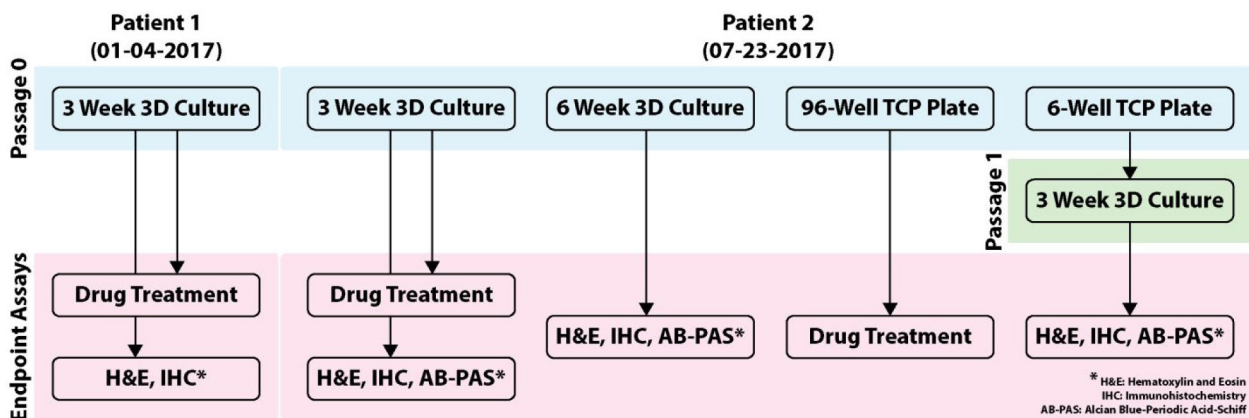 Patient 1
(01-04-2017)
Patient 2
(07-23-2017)
Passage 0
3 Week 3D Culture
3 Week 3D Culture
6 Week 3D Culture
96-Well TCP Plate
6-Well TCP Plate
Passage 1
3 Week 3D Culture
Endpoint Assays
Drug Treatment
Drug Treatment
H&E, IHC, AB-PAS*
Drug Treatment
H&E, IHC, AB-PAS*
H&E, IHC*
H&E, IHC, AB-PAS*
* H&E: Hematoxylin and Eosin
IHC: Immunohistochemistry
AB-PAS: Alcian Blue-Periodic Acid-Schiff